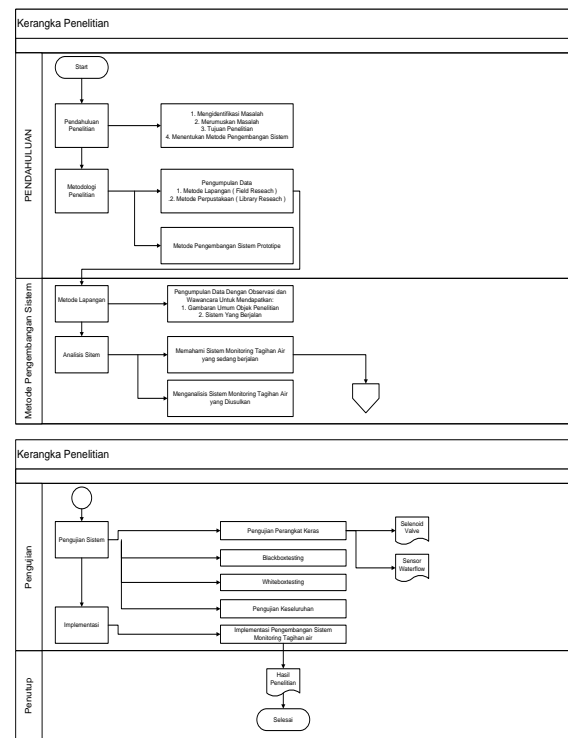 Kerangka Penelitian
PENDAHULUAN
Start
Pendahuluan
Penelitian
1. Mengidentifikasi Masalah
2. Merumuskan Masalah
3. Tujuan Penelitian
4. Menentukan Metode Pengembangan Sistem
Metodologi
Penelitian
Pengumpulan Data
1. Metode Lapangan ( Field Reseach )
.2. Metode Perpustakaan ( Library Reseach )
Metode Pengembangan Sistem Prototipe
Metode Pengembangan Sistem
Metode Lapangan
Pengumpulan Data Dengan Observasi dan
Wawancara Untuk Mendapatkan:
1. Gambaran Umum Objek Penelitian
2. Sistem Yang Berjalan
Analisis Sitem
Memahami Sistem Monitoring Tagihan Air
yang sedang berjalan
Menganalisis Sistem Monitoring Tagihan Air
yang Diusulkan
Kerangka Penelitian
Pengujian
Pengujian Sistem
Pengujian Perangkat Keras
Selenoid
Valve
Sensor
Waterflow
Blackboxtesting
Whiteboxtesting
Pengujian Keseluruhan
Implementasi
Implementasi Pengembangan Sistem
Monitoring Tagihan air
Penutup
Hasil
Penelitian
Selesai